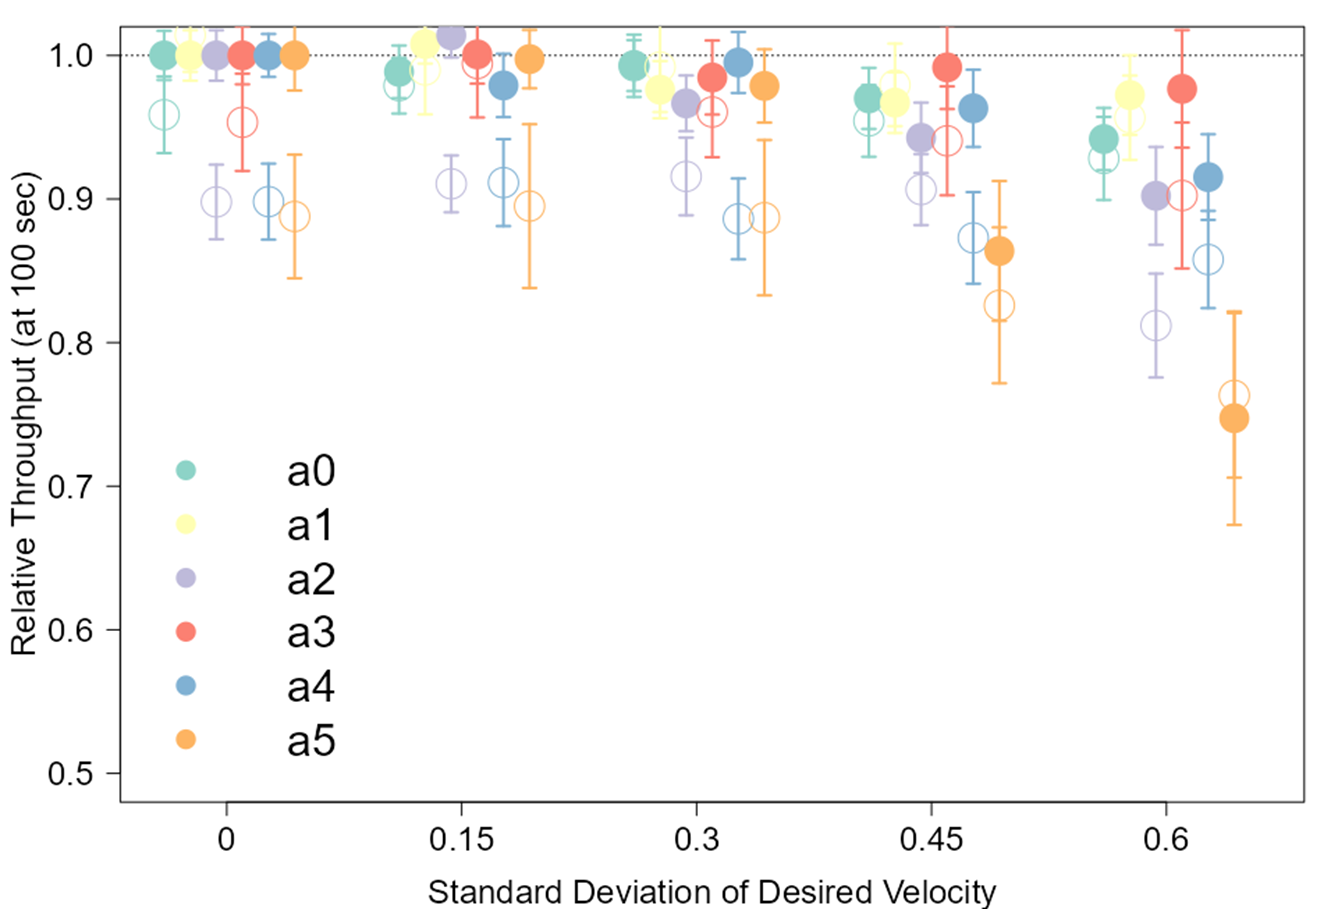 Relative Throughput (at 100 sec)
1.0
0.9
0.8
0.7
0.6
0.5
a0
a1
a2
a3
a4
a5
0 0.15 0.3 0.45 0.6
Standard Deviation of Desired Velocity